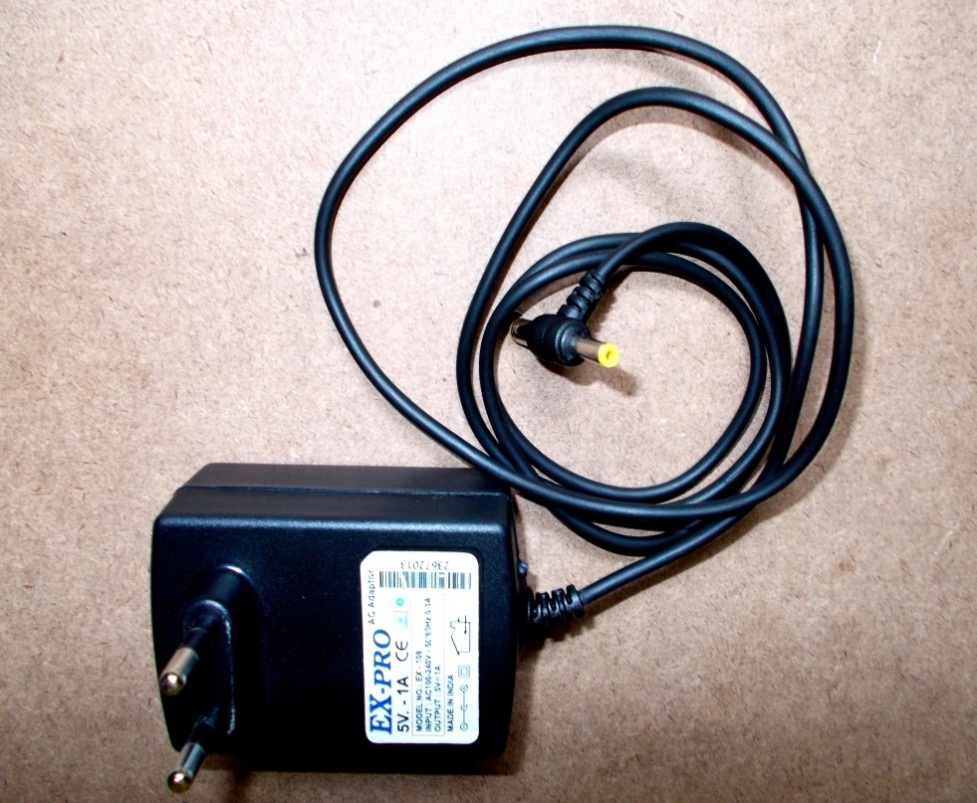 EX-PRO AC Adaptor
5V. - 1A CE
MODEL NO. : EX - 108
INPUT : AC100-240V - 50/60Hz 0.3A
OUTPUT : 5V⎓1A
MADE IN INDIA
23672013